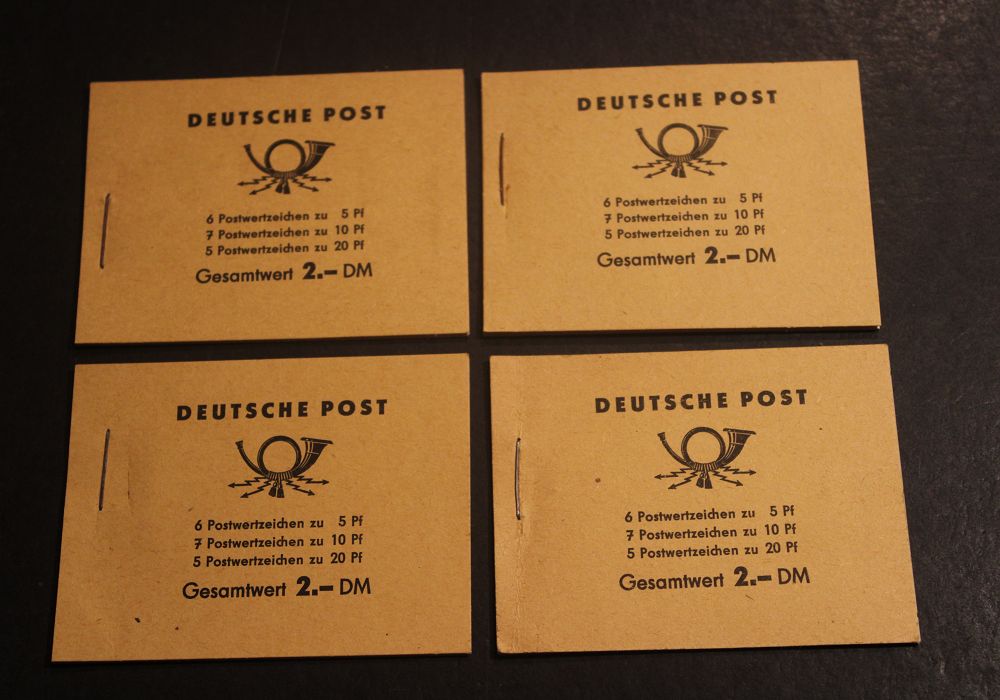 DEUTSCHE POST
6 Postwertzeichen zu 5 Pf
7 Postwertzeichen zu 10 Pf
5 Postwertzeichen zu 20 Pf
Gesamtwert 2.– DM
DEUTSCHE POST
6 Postwertzeichen zu 5 Pf
7 Postwertzeichen zu 10 Pf
5 Postwertzeichen zu 20 Pf
Gesamtwert 2.– DM
DEUTSCHE POST
6 Postwertzeichen zu 5 Pf
7 Postwertzeichen zu 10 Pf
5 Postwertzeichen zu 20 Pf
Gesamtwert 2.– DM
DEUTSCHE POST
6 Postwertzeichen zu 5 Pf
7 Postwertzeichen zu 10 Pf
5 Postwertzeichen zu 20 Pf
Gesamtwert 2.– DM